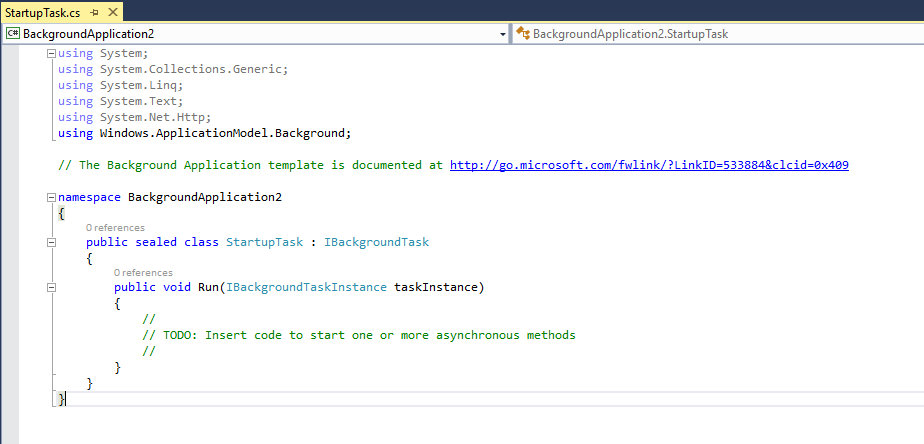 StartupTask.cs
C# BackgroundApplication2
BackgroundApplication2.StartupTask
using System;
using System.Collections.Generic;
using System.Linq;
using System.Text;
using System.Net.Http;
using Windows.ApplicationModel.Background;
// The Background Application template is documented at http://go.microsoft.com/fwlink/?LinkID=533884&clcid=0x409
namespace BackgroundApplication2
{
0 references
public sealed class StartupTask : IBackgroundTask
{
0 references
public void Run(IBackgroundTaskInstance taskInstance)
{
//
// TODO: Insert code to start one or more asynchronous methods
//
}
}
}